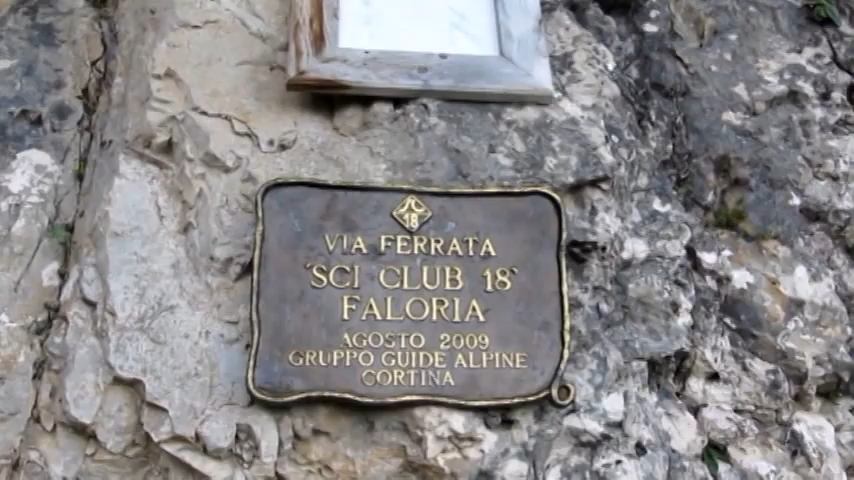 18
VIA FERRATA
"SCI CLUB 18"
FALORIA
AGOSTO 2009
GRUPPO GUIDE ALPINE
CORTINA